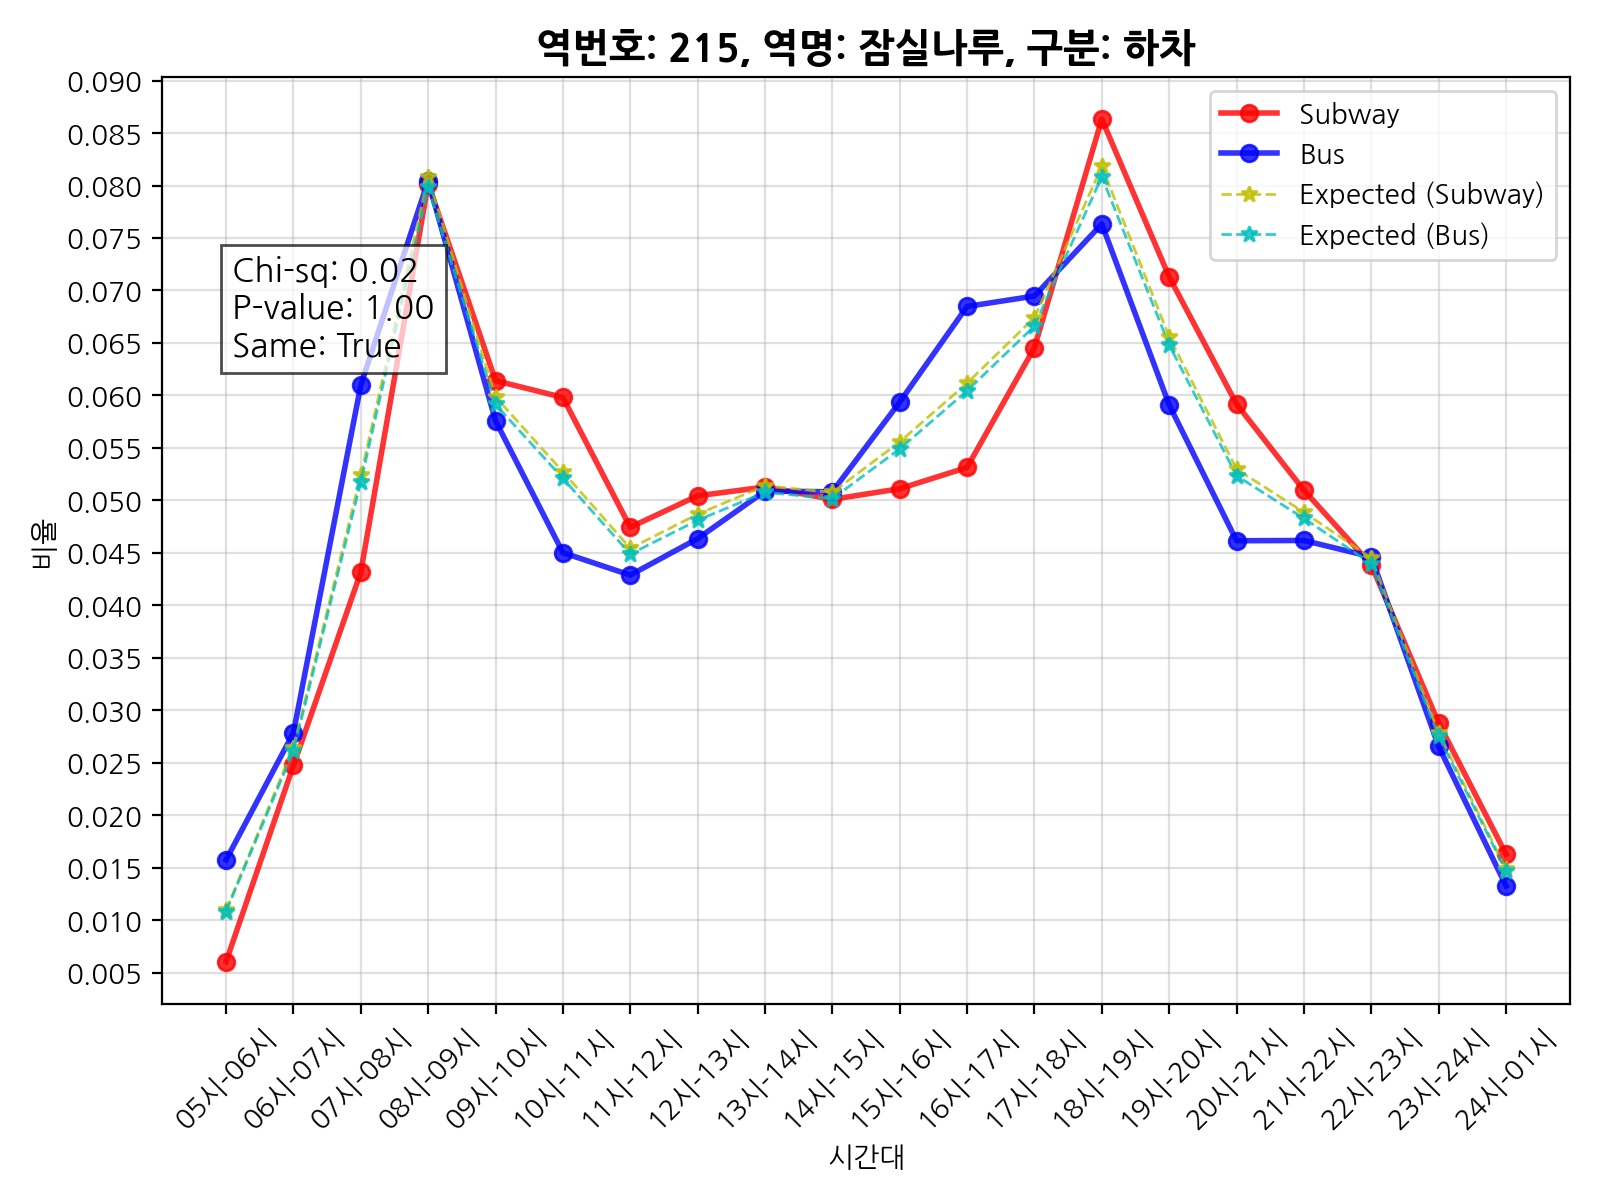 역번호: 215, 역명: 잠실나루, 구분: 하차
0.090
0.085
0.080
0.075
0.070
0.065
0.060
0.055
0.050
0.045
0.040
0.035
0.030
0.025
0.020
0.015
0.010
0.005
비율
Chi-sq: 0.02
P-value: 1.00
Same: True
Subway
Bus
Expected (Subway)
Expected (Bus)
05시-06시
06시-07시
07시-08시
08시-09시
09시-10시
10시-11시
11시-12시
12시-13시
13시-14시
14시-15시
15시-16시
16시-17시
17시-18시
18시-19시
19시-20시
20시-21시
21시-22시
22시-23시
23시-24시
24시-01시
시간대